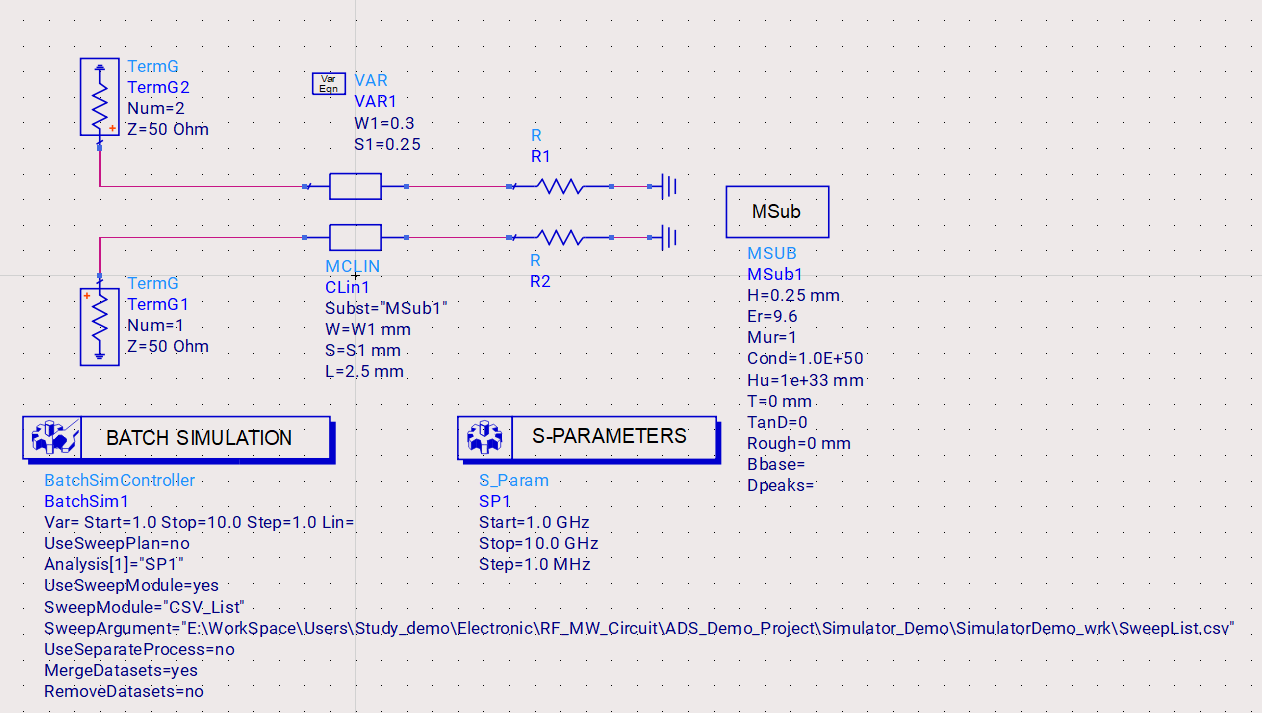 TermG
TermG2
Num=2
Z=50 Ohm
Var
Eqn
VAR
VAR1
W1=0.3
S1=0.25
R
R1
MSub
MSUB
MSub1
H=0.25 mm
Er=9.6
Mur=1
Cond=1.0E+50
Hu=1e+33 mm
T=0 mm
TanD=0
Rough=0 mm
Bbase=
Dpeaks=
TermG
TermG1
Num=1
Z=50 Ohm
MCLIN
CLin1
Subst="MSub1"
W=W1 mm
S=S1 mm
L=2.5 mm
R
R2
BATCH SIMULATION
BatchSimController
BatchSim1
Var= Start=1.0 Stop=10.0 Step=1.0 Lin=
UseSweepPlan=no
Analysis[1]="SP1"
UseSweepModule=yes
SweepModule="CSV_List"
SweepArgument="E:\WorkSpace\Users\Study_demo\Electronic\RF_MW_Circuit\ADS_Demo_Project\Simulator_Demo\SimulatorDemo_wrk\SweepList.csv"
UseSeparateProcess=no
MergeDatasets=yes
RemoveDatasets=no
S-PARAMETERS
S_Param
SP1
Start=1.0 GHz
Stop=10.0 GHz
Step=1.0 MHz